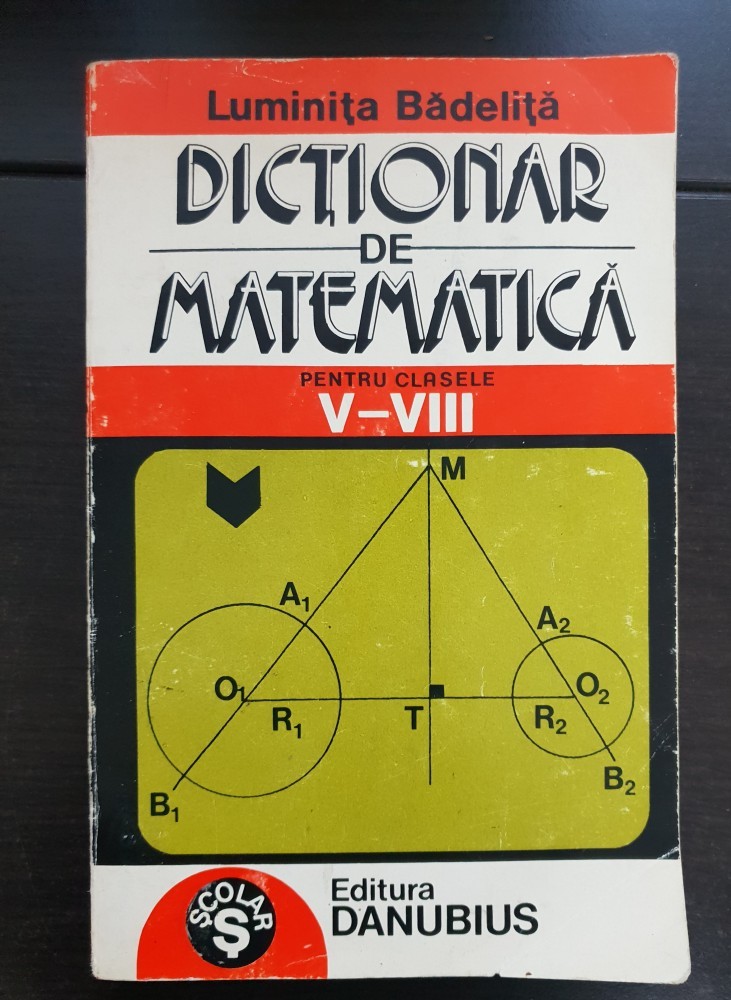 Luminița Bădeliță
DICȚIONAR
DE
MATEMATICĂ
PENTRU CLASELE
V–VIII
M
A₁
A₂
O₁
O₂
R₁
T
R₂
B₁
B₂
ȘCOLAR
Ș
Editura
DANUBIUS